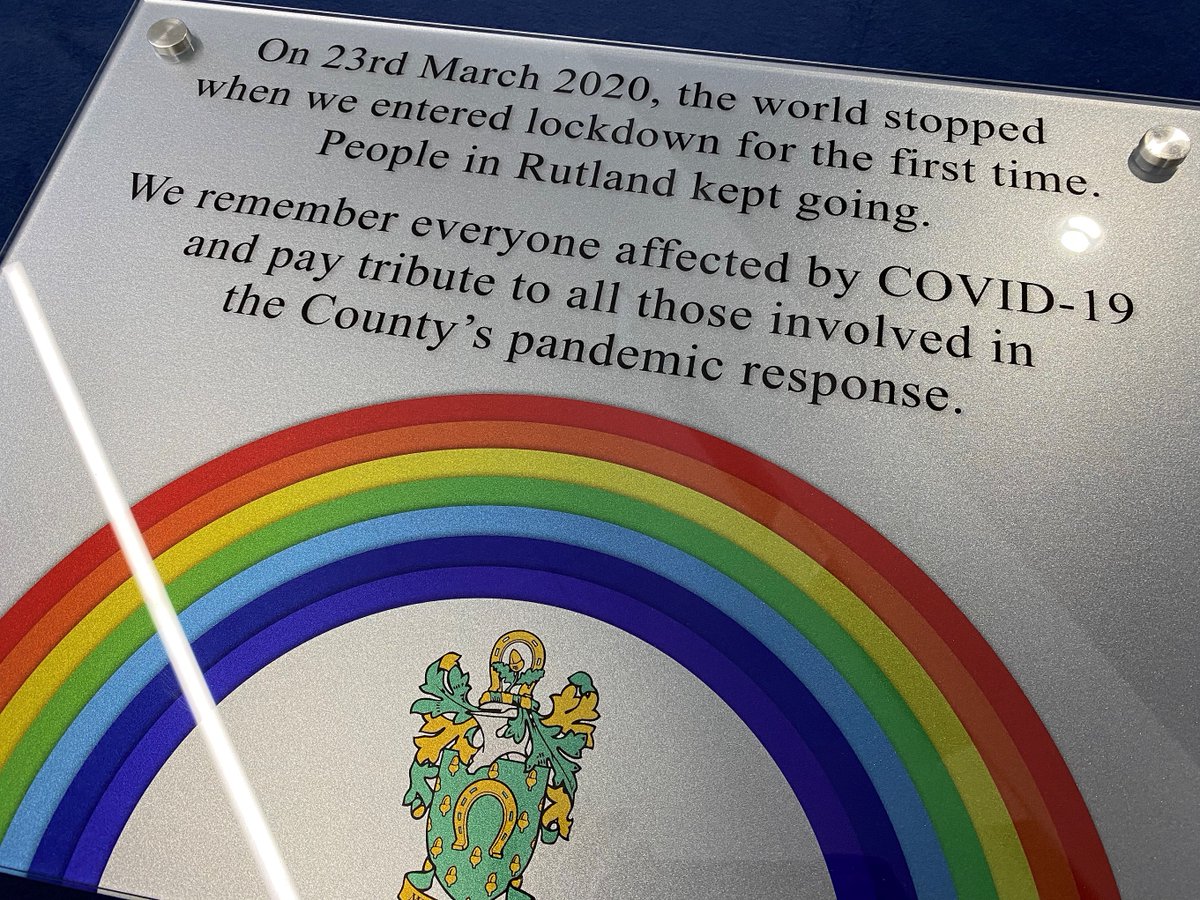 On 23rd March 2020, the world stopped
when we entered lockdown for the first time.
People in Rutland kept going.
We remember everyone affected by COVID-19
and pay tribute to all those involved in
the County’s pandemic response.